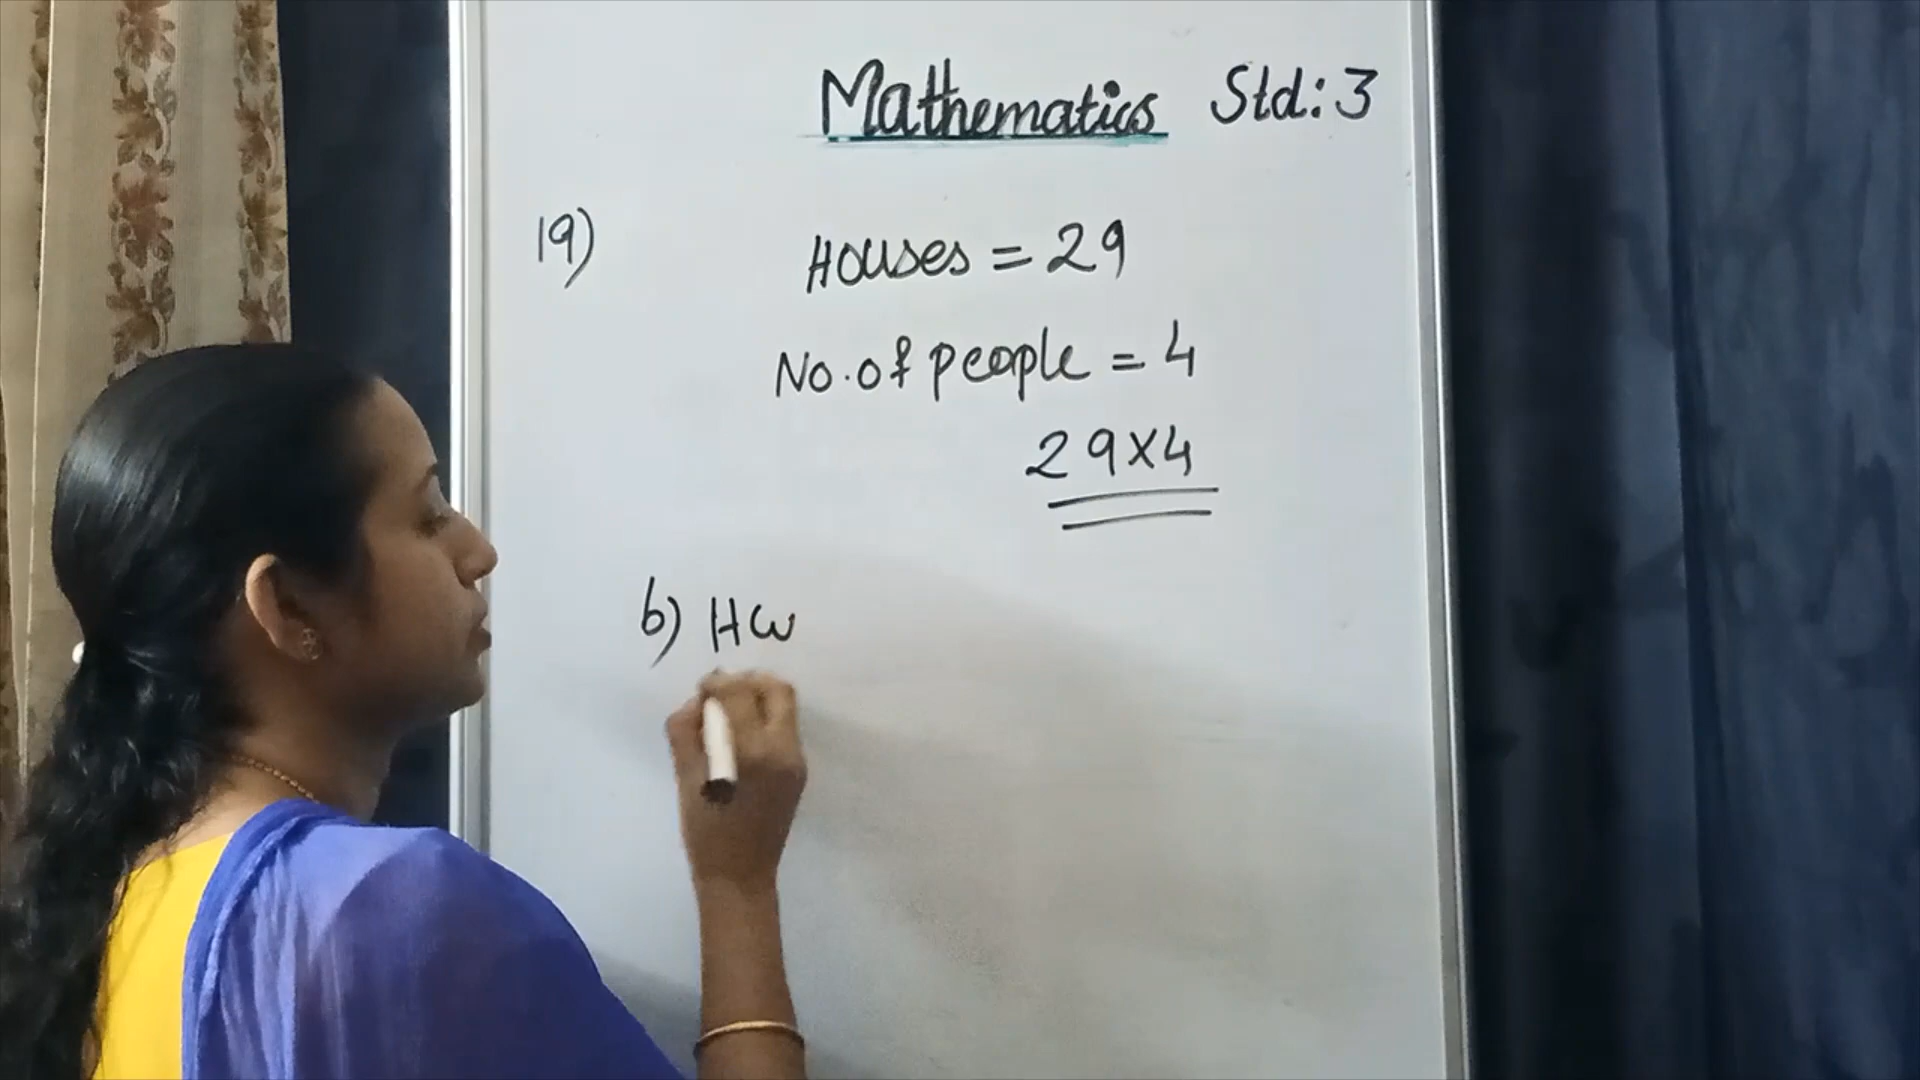 Mathematics Std: 3
19)
Houses = 29
No. of people = 4
29x4
b) HW